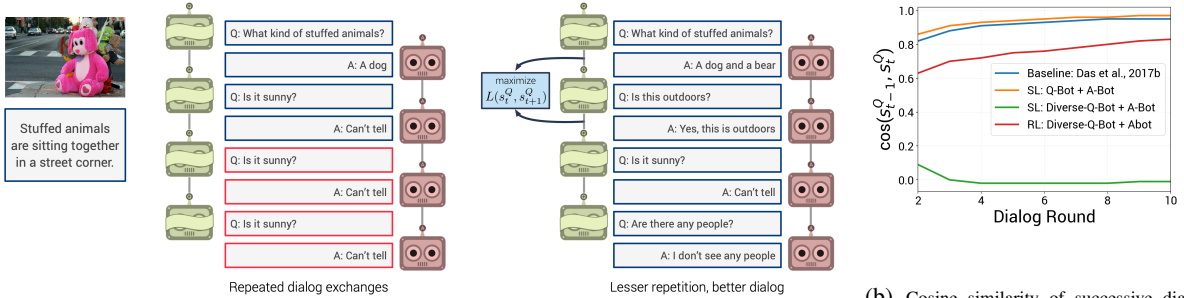 Stuffed animals
are sitting together
in a street corner.
Q: What kind of stuffed animals?
A: A dog
Q: Is it sunny?
A: Can't tell
Q: Is it sunny?
A: Can't tell
Q: Is it sunny?
A: Can't tell
Repeated dialog exchanges
maximize
L(s_t^Q, s_{t+1}^Q)
Q: What kind of stuffed animals?
A: A dog and a bear
Q: Is this outdoors?
A: Yes, this is outdoors
Q: Is it sunny?
A: Can't tell
Q: Are there any people?
A: I don't see any people
Lesser repetition, better dialog
cos(s_{t-1}^Q, s_t^Q)
1.0
0.8
0.6
0.4
0.2
0.0
Baseline: Das et al., 2017b
SL: Q-Bot + A-Bot
SL: Diverse-Q-Bot + A-Bot
RL: Diverse-Q-Bot + Abot
2 4 6 8 10
Dialog Round
(b) Cosine similarity of successive dia